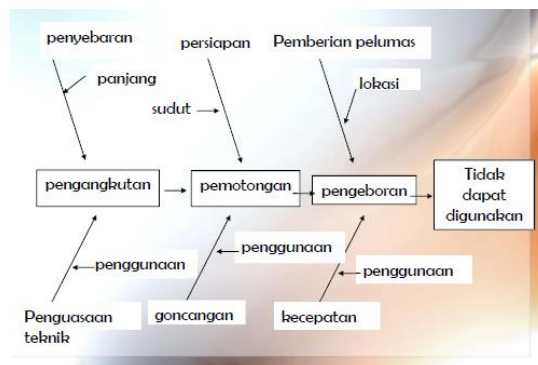 penyebaran
persiapan
Pemberian pelumas
panjang
lokasi
sudut
pengangkutan
pemotongan
pengeboran
Tidak
dapat
digunakan
penggunaan
penggunaan
penggunaan
Penguasaan
teknik
goncangan
kecepatan